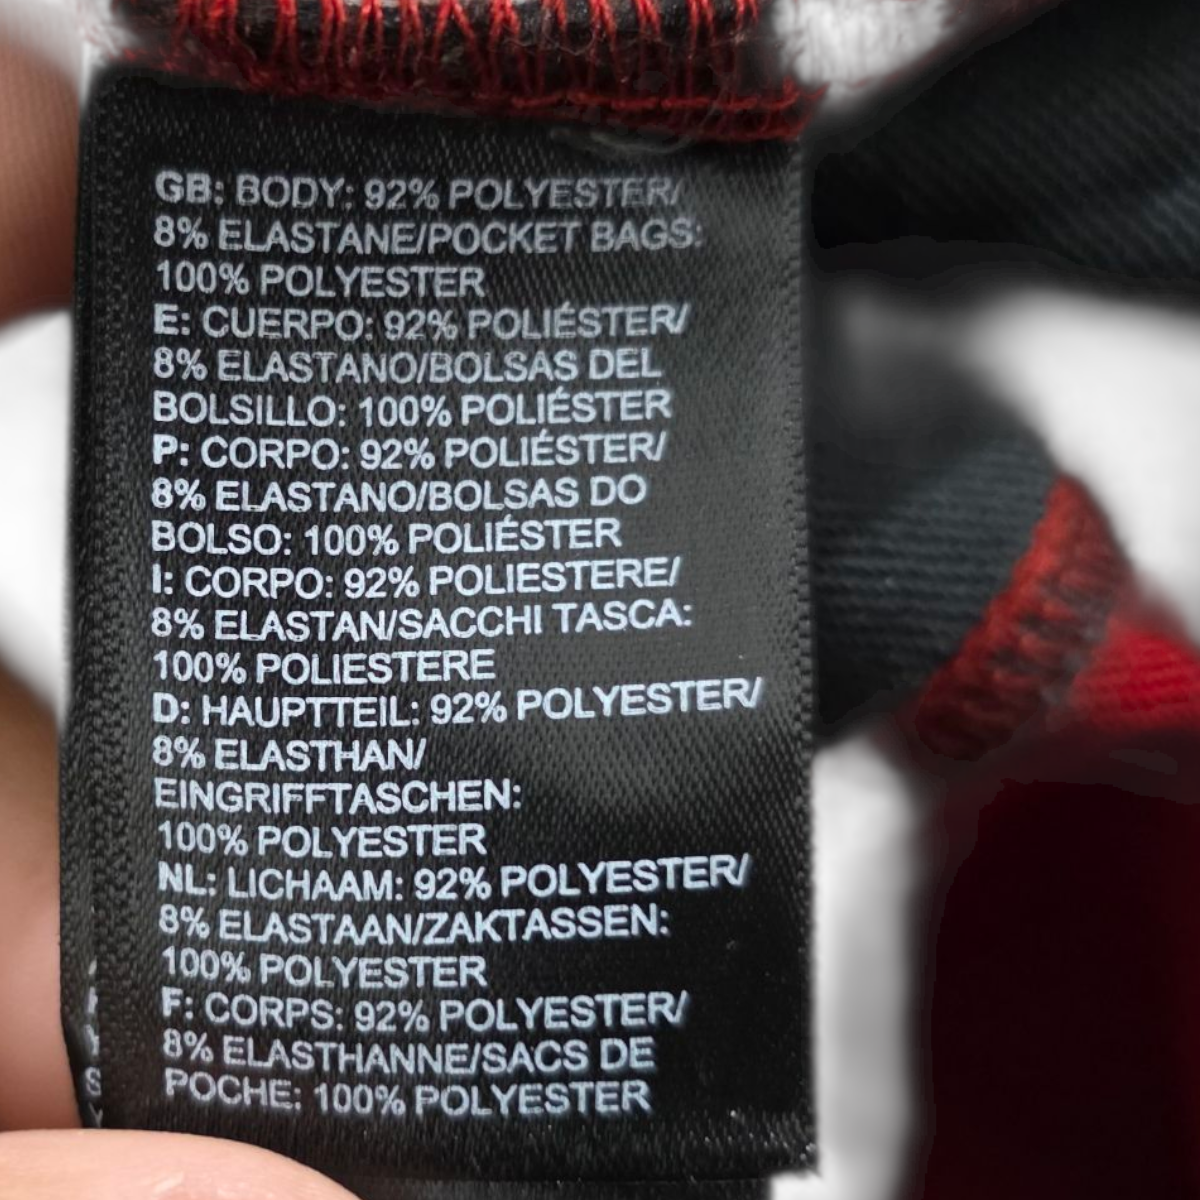 GB: BODY: 92% POLYESTER/
8% ELASTANE/POCKET BAGS:
100% POLYESTER
E: CUERPO: 92% POLIÉSTER/
8% ELASTANO/BOLSAS DEL
BOLSILLO: 100% POLIÉSTER
P: CORPO: 92% POLIÉSTER/
8% ELASTANO/BOLSAS DO
BOLSO: 100% POLIÉSTER
I: CORPO: 92% POLIESTERE/
8% ELASTAN/SACCHI TASCA:
100% POLIESTERE
D: HAUPTTEIL: 92% POLYESTER/
8% ELASTHAN/
EINGRIFFTASCHEN:
100% POLYESTER
NL: LICHAAM: 92% POLYESTER/
8% ELASTAAN/ZAKTASSEN:
100% POLYESTER
F: CORPS: 92% POLYESTER/
8% ELASTHANNE/SACS DE
POCHE: 100% POLYESTER